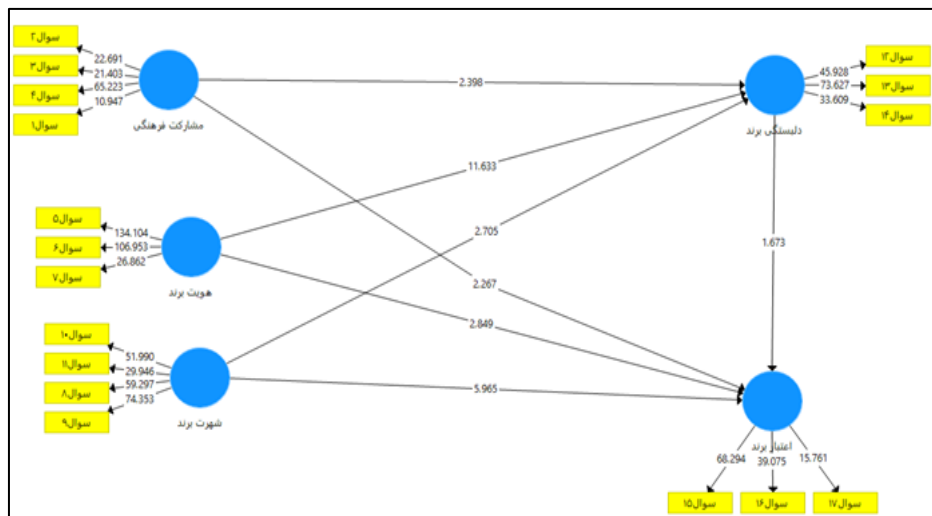 سوال۲
سوال۳
سوال۴
سوال۱
22.691
21.403
65.223
10.947
مشارکت فرهنگی
سوال۵
سوال۶
سوال۷
134.104
106.953
26.862
هویت برند
سوال۱۰
سوال۱۱
سوال۸
سوال۹
51.990
29.946
59.297
74.353
شهرت برند
2.398
11.633
2.705
2.267
2.849
5.965
1.673
سوال۱۲
سوال۱۳
سوال۱۴
45.928
73.627
33.609
دلبستگی برند
اعتبار برند
68.294
39.075
15.761
سوال۱۵
سوال۱۶
سوال۱۷